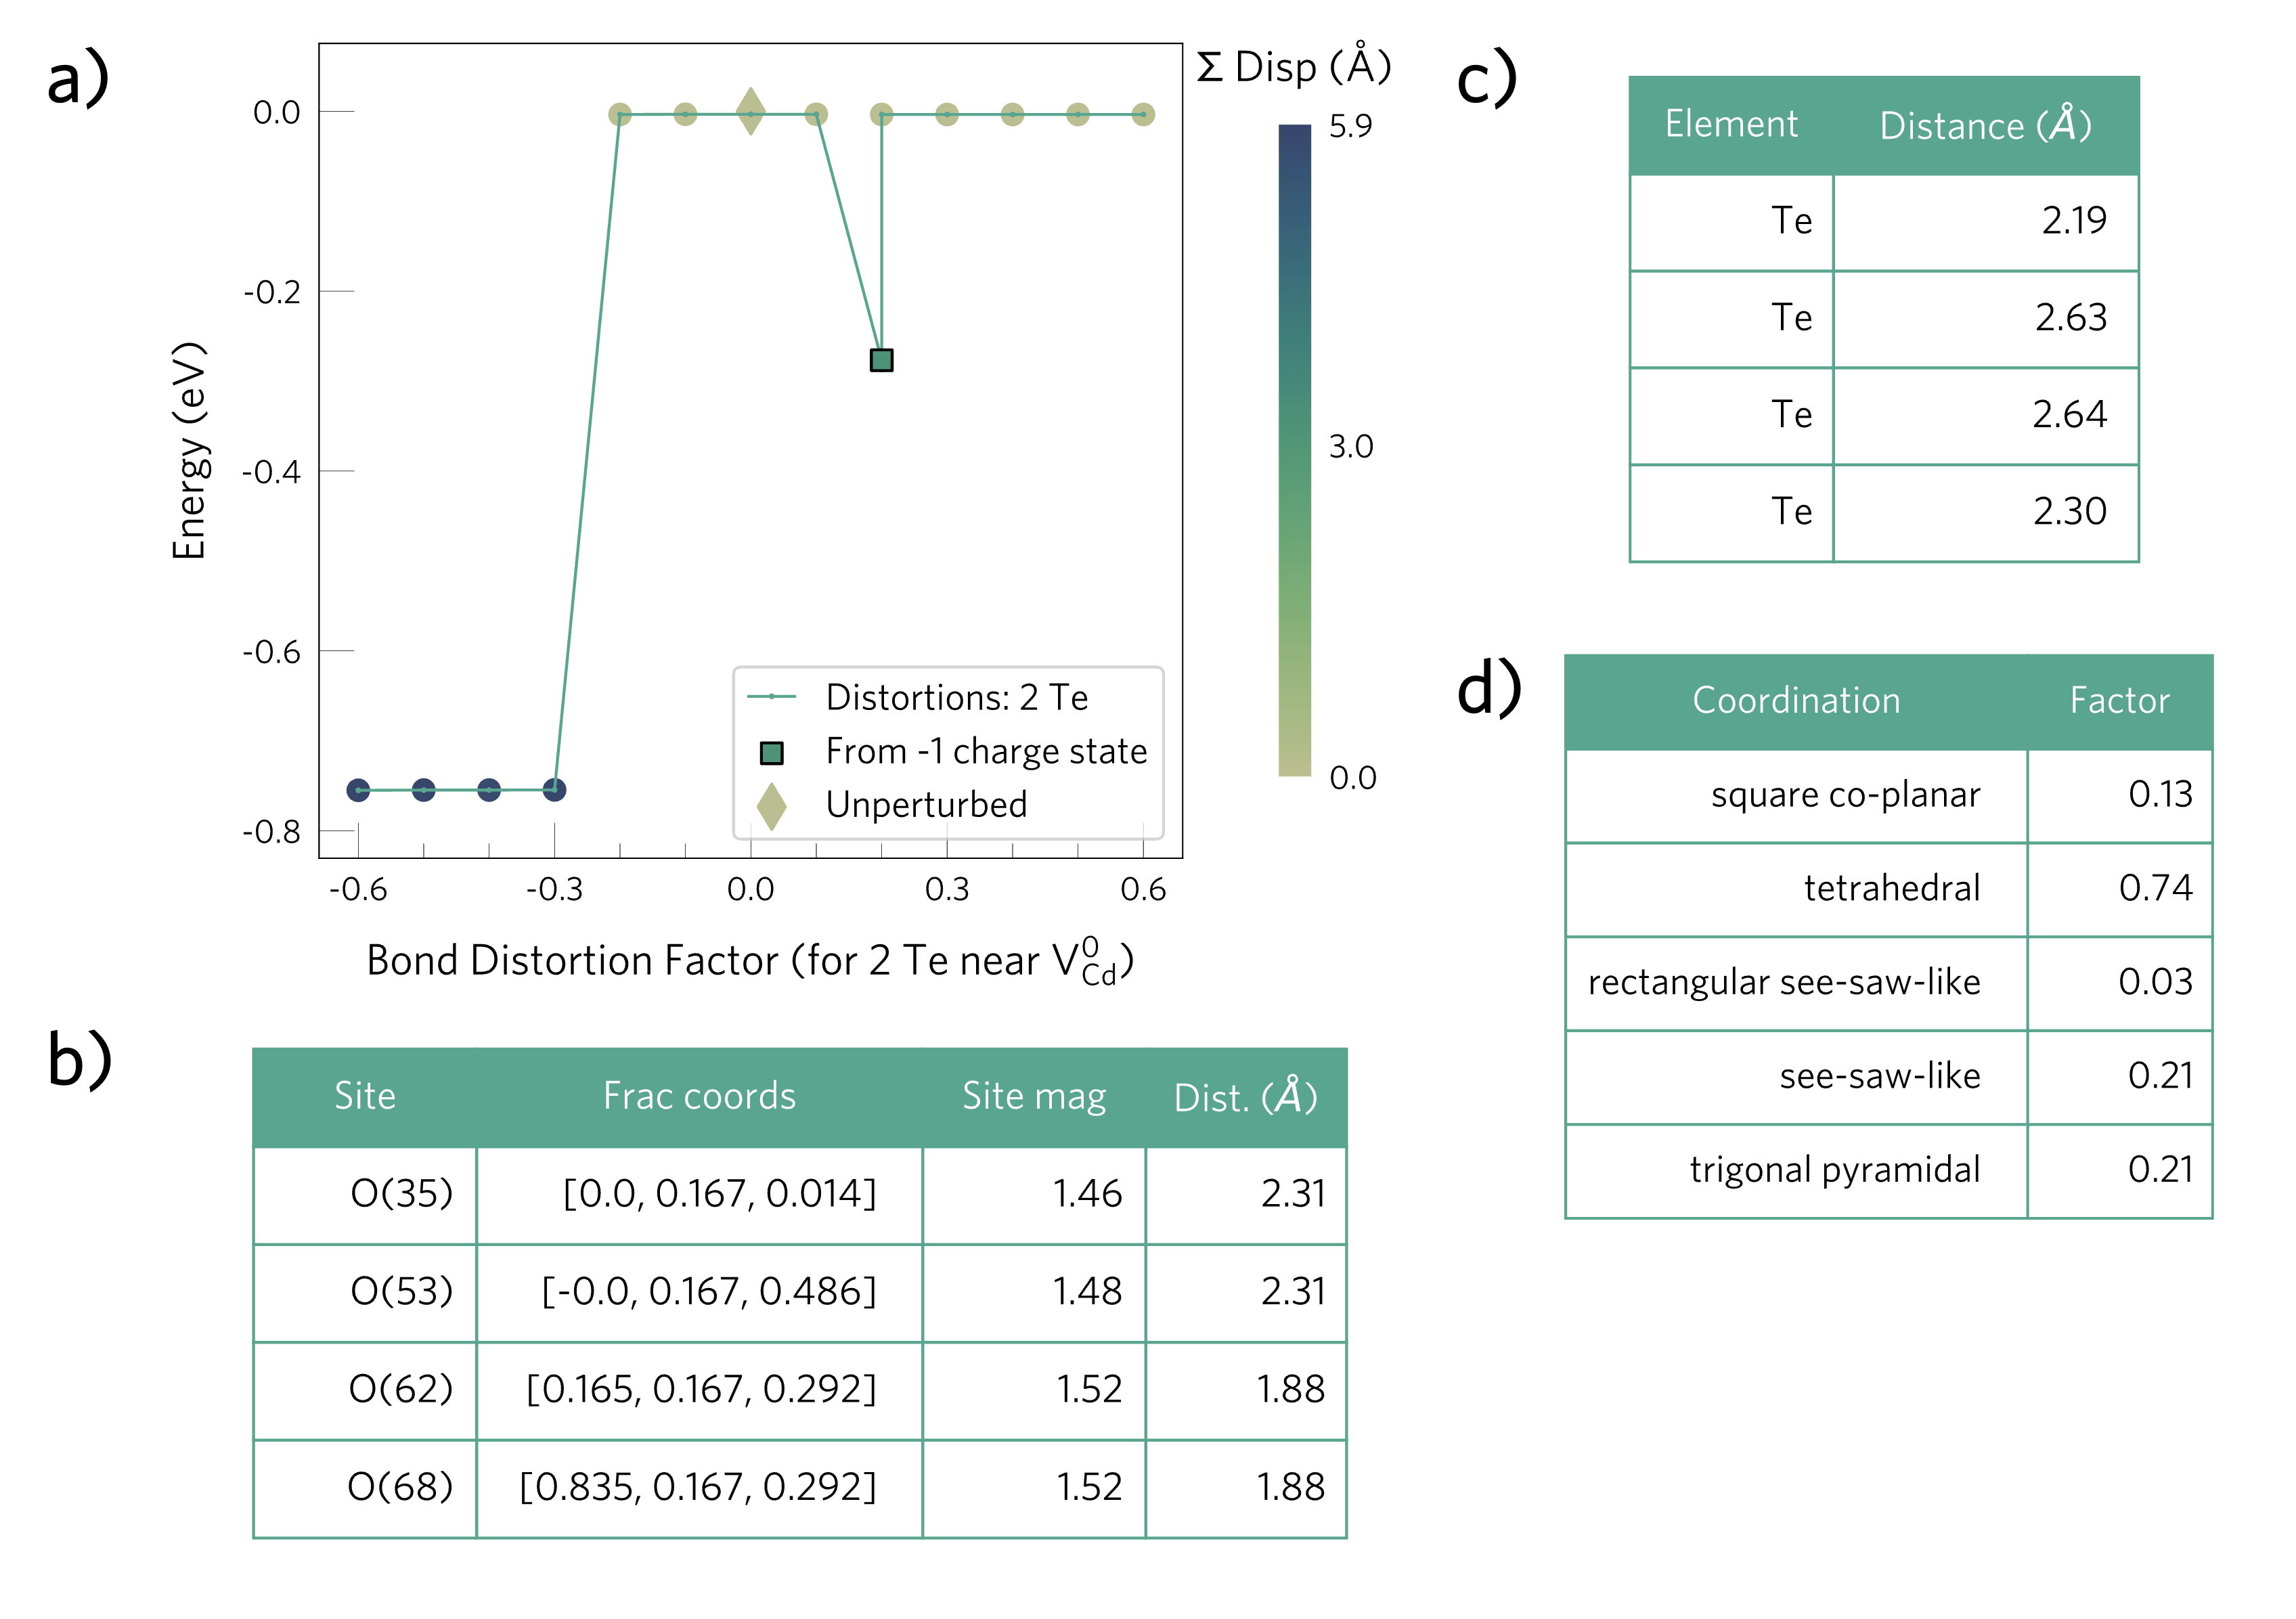 a)
Σ Disp (Å)
5.9
3.0
0.0
Energy (eV)
0.0
-0.2
-0.4
-0.6
-0.8
Distortions: 2 Te
From -1 charge state
Unperturbed
-0.6 -0.3 0.0 0.3 0.6
Bond Distortion Factor (for 2 Te near V⁰Cd)
b)
Site Frac coords Site mag Dist. (Å)
O(35) [0.0, 0.167, 0.014] 1.46 2.31
O(53) [-0.0, 0.167, 0.486] 1.48 2.31
O(62) [0.165, 0.167, 0.292] 1.52 1.88
O(68) [0.835, 0.167, 0.292] 1.52 1.88
c)
Element Distance (Å)
Te 2.19
Te 2.63
Te 2.64
Te 2.30
d)
Coordination Factor
square co-planar 0.13
tetrahedral 0.74
rectangular see-saw-like 0.03
see-saw-like 0.21
trigonal pyramidal 0.21